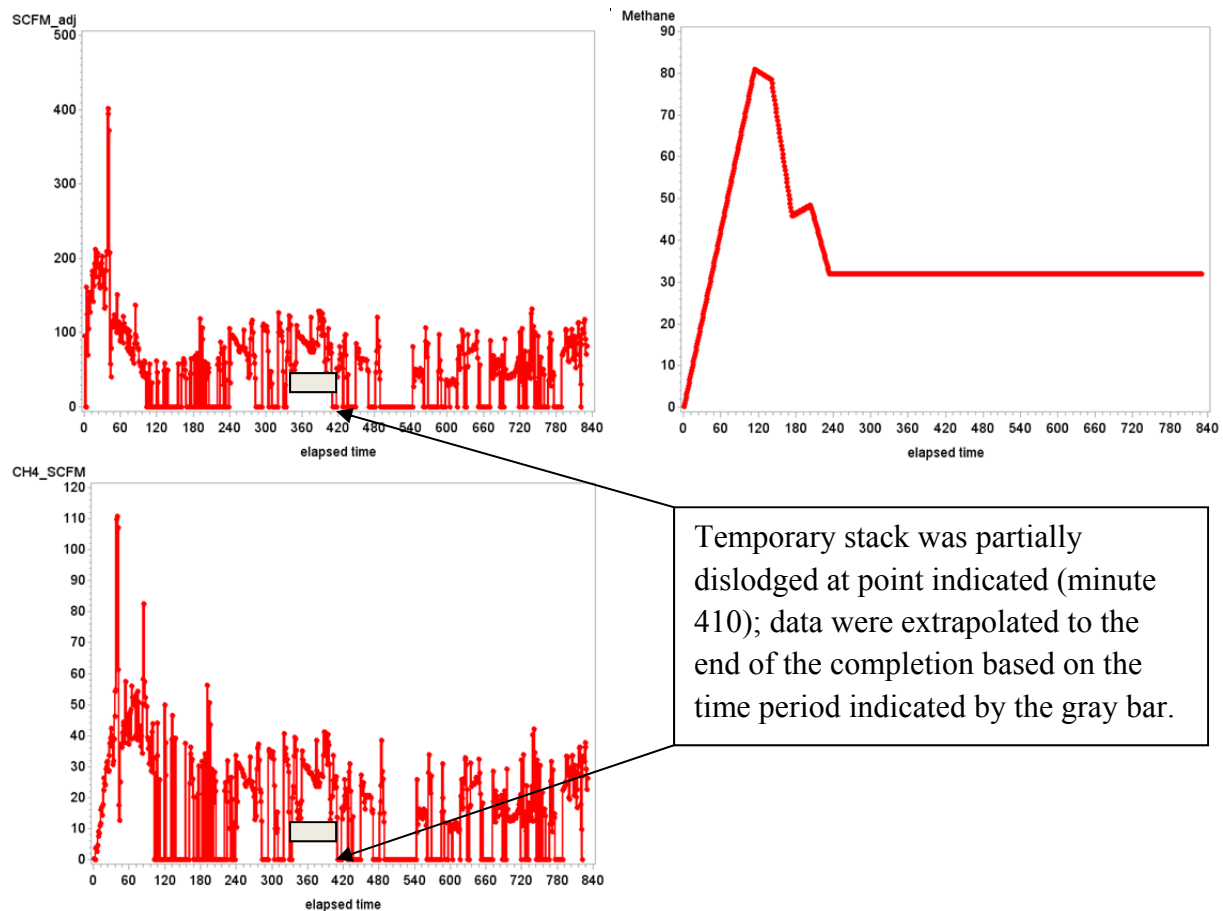 SCFM_adj
500
400
300
200
100
0
0 60 120 180 240 300 360 420 480 540 600 660 720 780 840
elapsed time
Methane
90
80
70
60
50
40
30
20
10
0
0 60 120 180 240 300 360 420 480 540 600 660 720 780 840
elapsed time
CH4_SCFM
120
110
100
90
80
70
60
50
40
30
20
10
0
0 60 120 180 240 300 360 420 480 540 600 660 720 780 840
elapsed time
Temporary stack was partially
dislodged at point indicated (minute
410); data were extrapolated to the
end of the completion based on the
time period indicated by the gray bar.